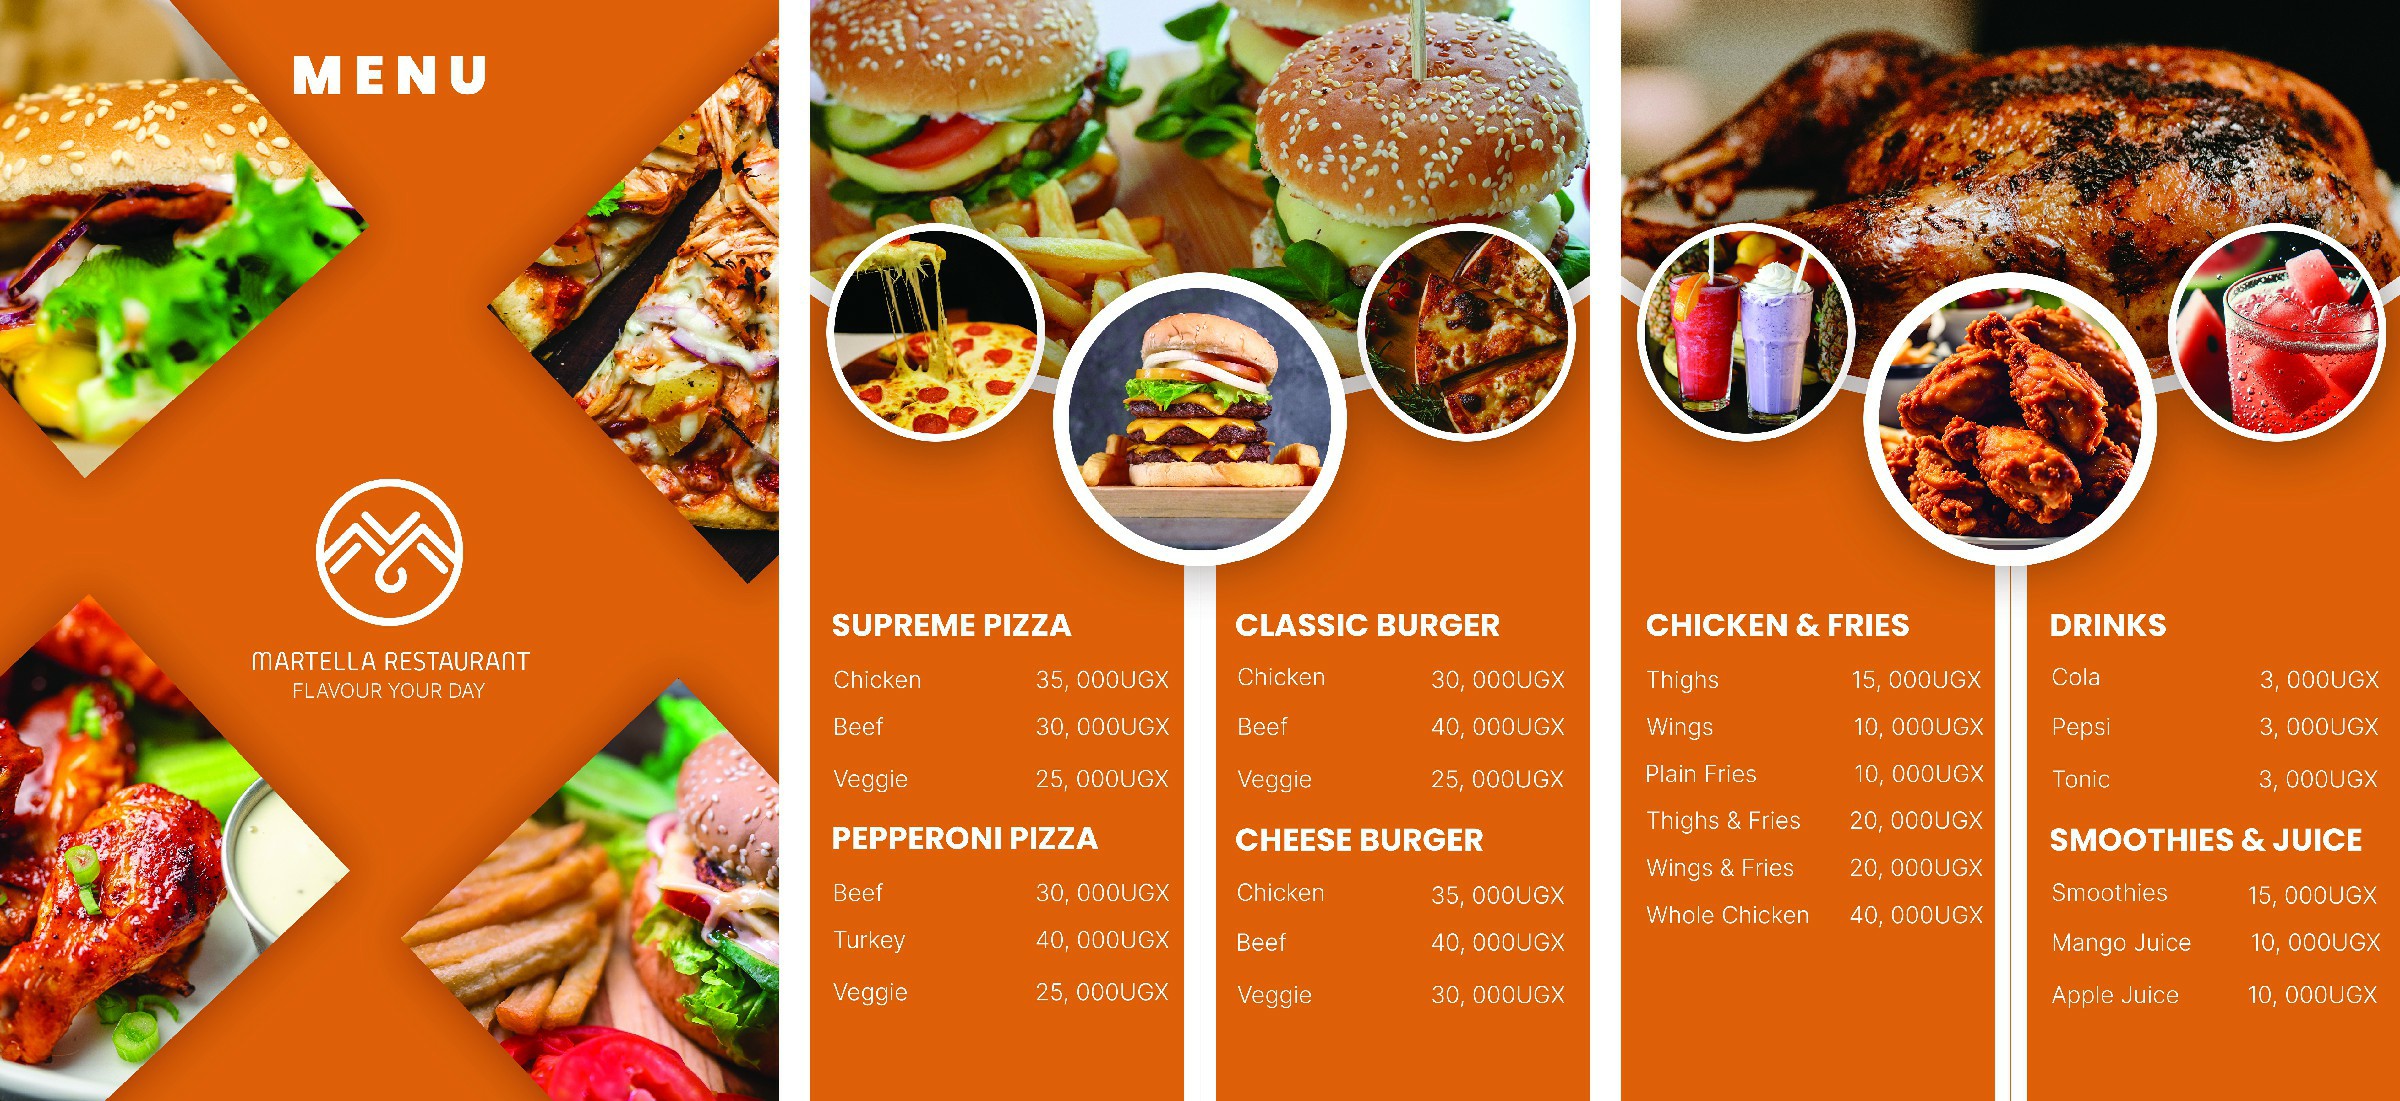 MENU
MARTELLA RESTAURANT
FLAVOUR YOUR DAY
SUPREME PIZZA
Chicken 35, 000UGX
Beef 30, 000UGX
Veggie 25, 000UGX
PEPPERONI PIZZA
Beef 30, 000UGX
Turkey 40, 000UGX
Veggie 25, 000UGX
CLASSIC BURGER
Chicken 30, 000UGX
Beef 40, 000UGX
Veggie 25, 000UGX
CHEESE BURGER
Chicken 35, 000UGX
Beef 40, 000UGX
Veggie 30, 000UGX
CHICKEN & FRIES
Thighs 15, 000UGX
Wings 10, 000UGX
Plain Fries 10, 000UGX
Thighs & Fries 20, 000UGX
Wings & Fries 20, 000UGX
Whole Chicken 40, 000UGX
DRINKS
Cola 3, 000UGX
Pepsi 3, 000UGX
Tonic 3, 000UGX
SMOOTHIES & JUICE
Smoothies 15, 000UGX
Mango Juice 10, 000UGX
Apple Juice 10, 000UGX